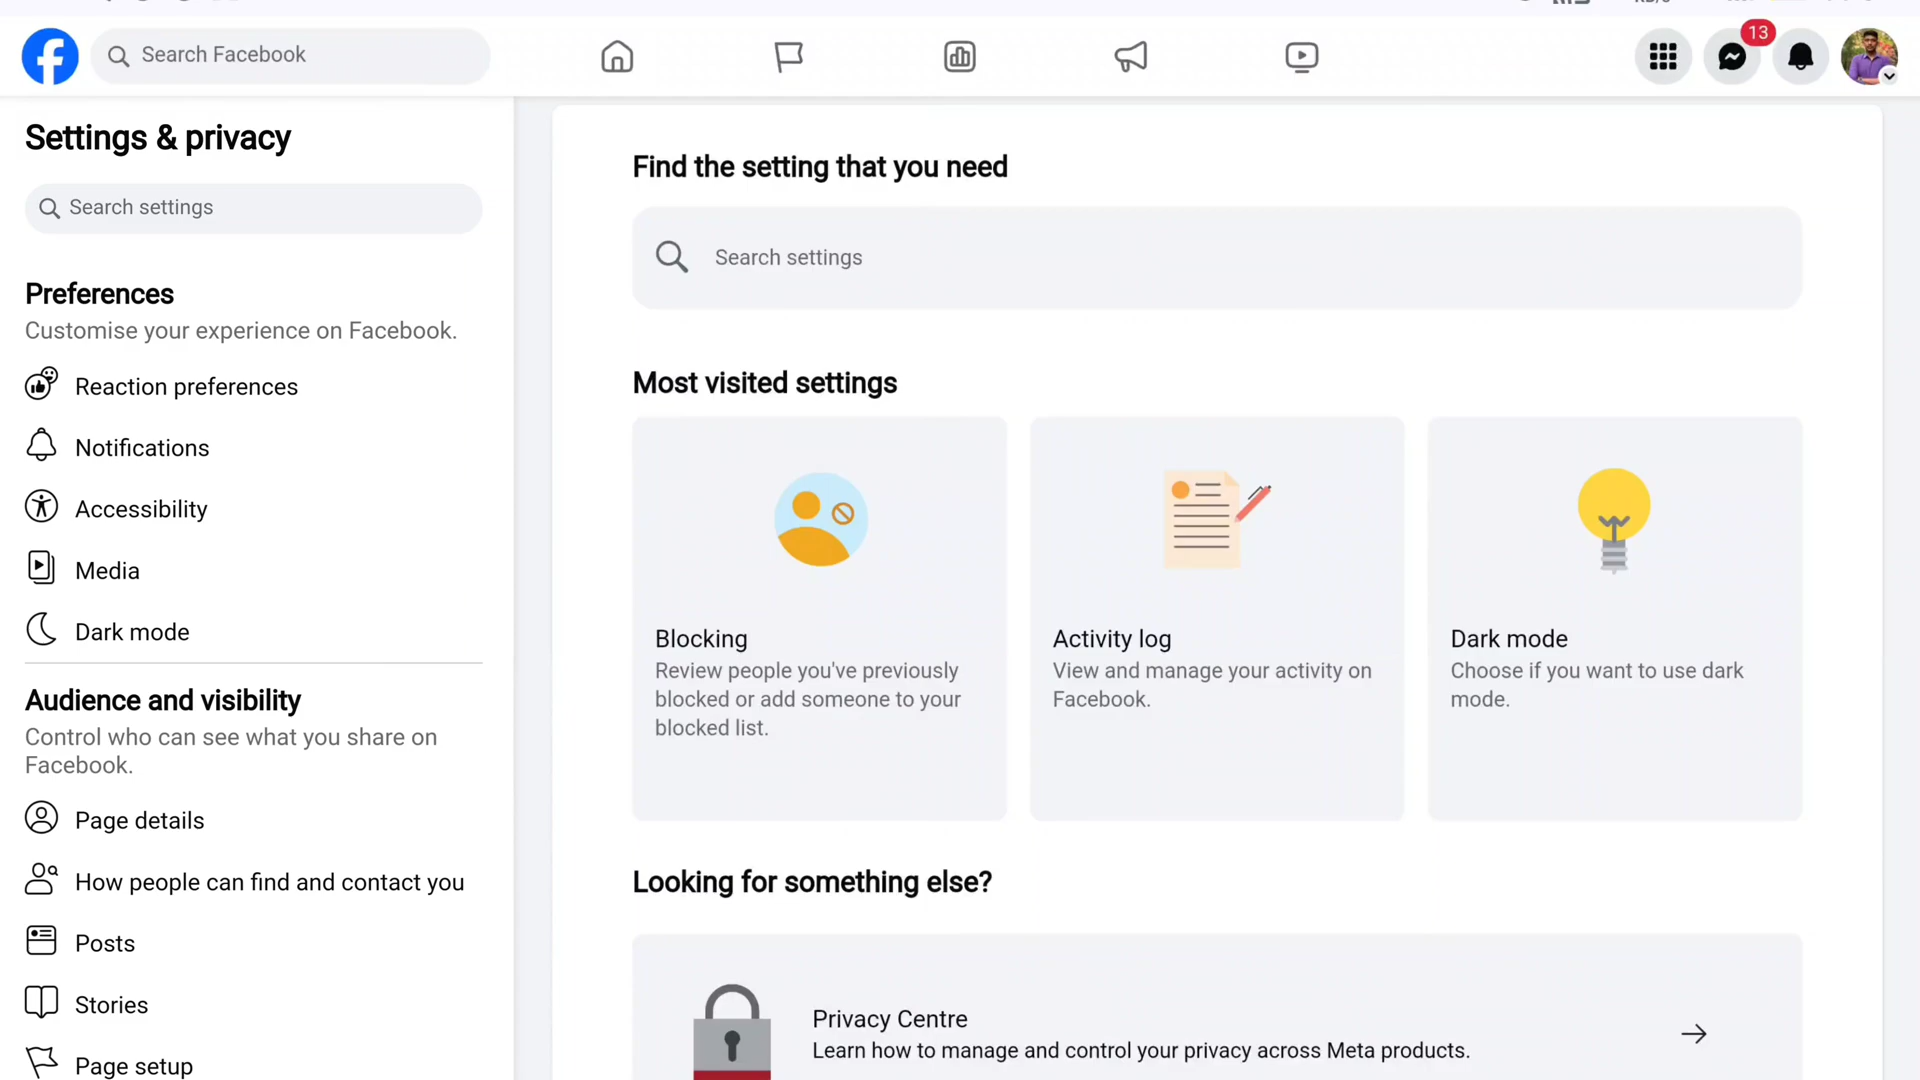 Search Facebook
13
Settings & privacy
Search settings
Preferences
Customise your experience on Facebook.
Reaction preferences
Notifications
Accessibility
Media
Dark mode
Audience and visibility
Control who can see what you share on
Facebook.
Page details
How people can find and contact you
Posts
Stories
Page setup
Find the setting that you need
Search settings
Most visited settings
Blocking
Review people you've previously
blocked or add someone to your
blocked list.
Activity log
View and manage your activity on
Facebook.
Dark mode
Choose if you want to use dark
mode.
Looking for something else?
Privacy Centre
Learn how to manage and control your privacy across Meta products.